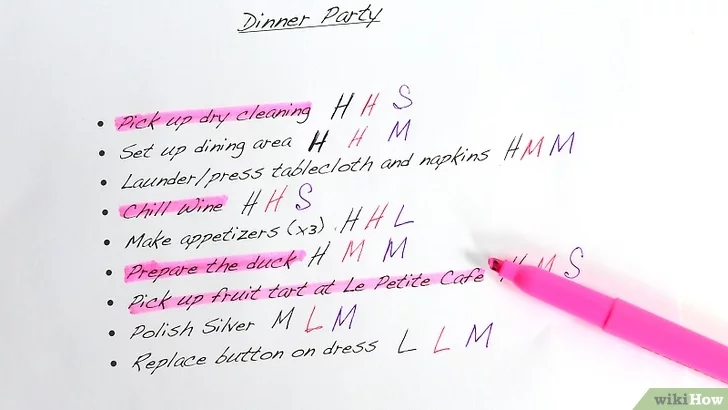 Dinner Party
• Pick up dry cleaning H H S
• Set up dining area H H M
• Launder/press tablecloth and napkins H M M
• Chill Wine H H S
• Make appetizers (x3). H H L
• Prepare the duck H M M
• Pick up fruit tart at Le Petite Cafe H M S
• Polish Silver M L M
• Replace button on dress L L M
wikiHow